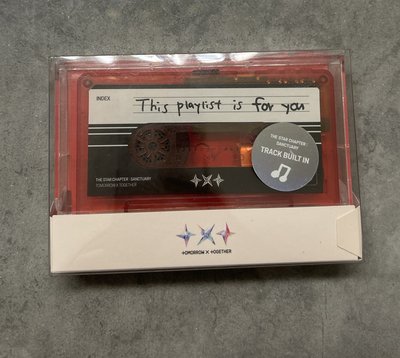 INDEX
This playlist is for you
THE STAR CHAPTER : SANCTUARY
TRACK BUILT IN
THE STAR CHAPTER : SANCTUARY
TOMORROW X TOGETHER
TOMORROW X TOGETHER